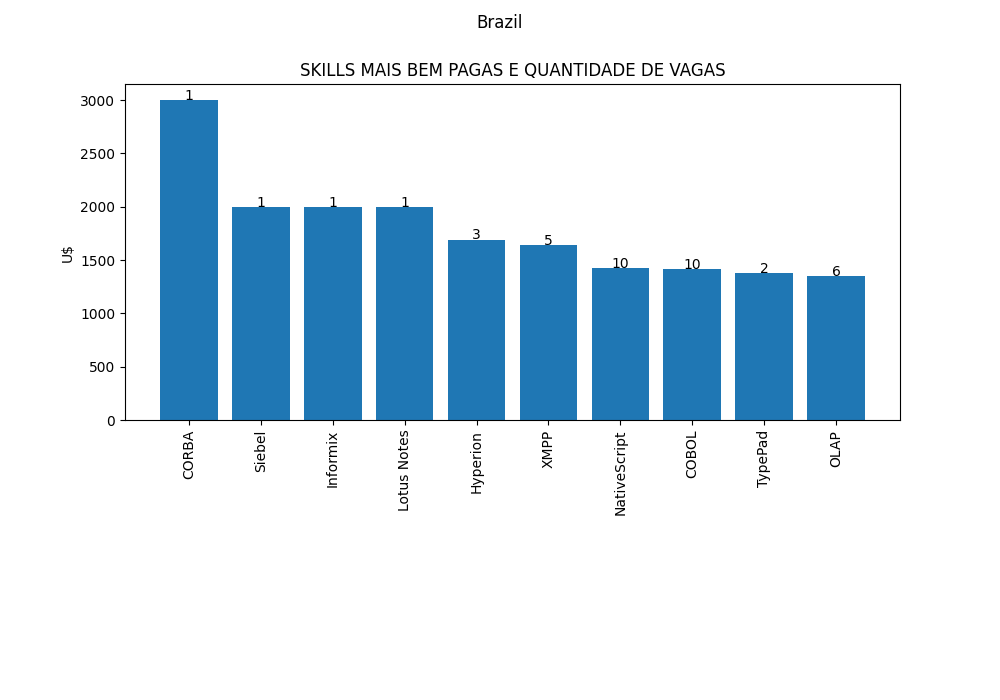 Brazil
SKILLS MAIS BEM PAGAS E QUANTIDADE DE VAGAS
U$
3000
2500
2000
1500
1000
500
0
1
1
1
1
3
5
10
10
2
6
CORBA
Siebel
Informix
Lotus Notes
Hyperion
XMPP
NativeScript
COBOL
TypePad
OLAP